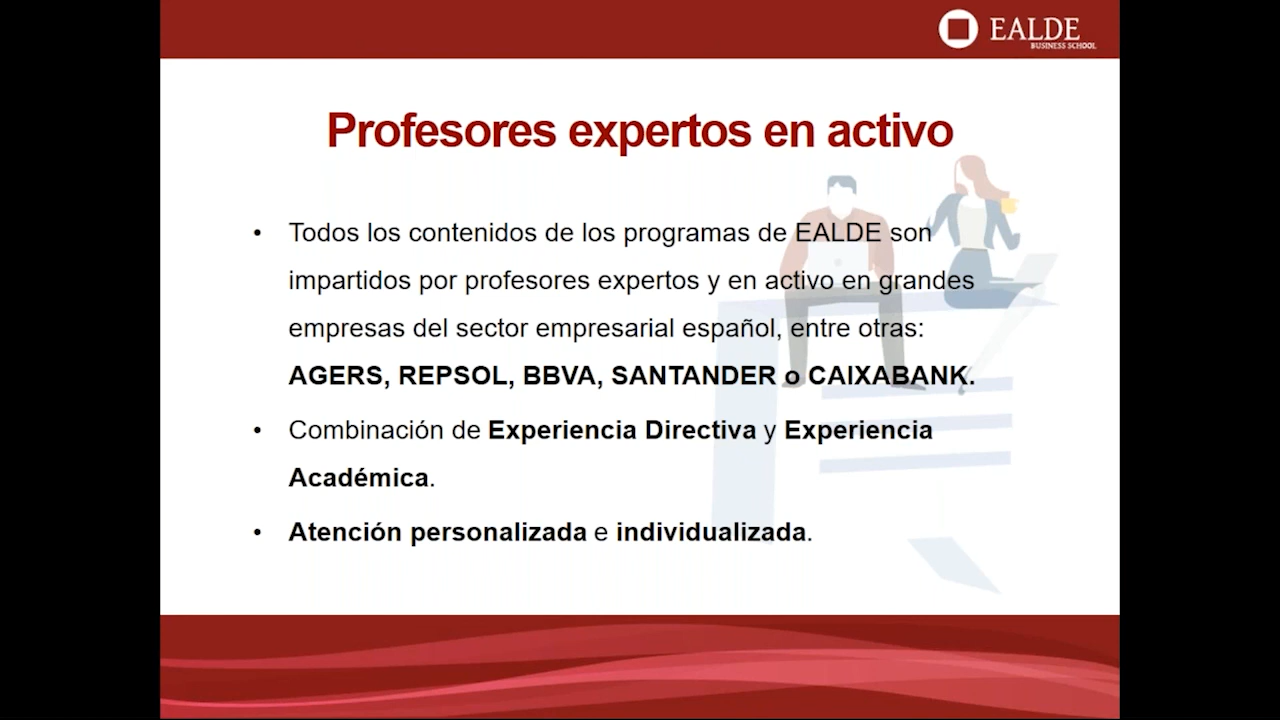 EALDE
BUSINESS SCHOOL
Profesores expertos en activo
• Todos los contenidos de los programas de EALDE son
impartidos por profesores expertos y en activo en grandes
empresas del sector empresarial español, entre otras:
AGERS, REPSOL, BBVA, SANTANDER o CAIXABANK.
• Combinación de Experiencia Directiva y Experiencia
Académica.
• Atención personalizada e individualizada.